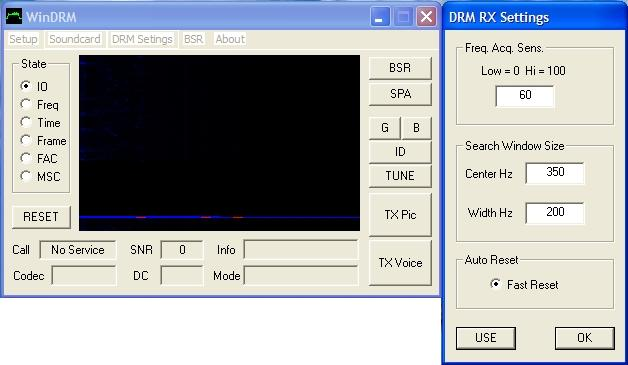 WinDRM
Setup Soundcard DRM Setings BSR About
State
IO
Freq
Time
Frame
FAC
MSC
RESET
BSR
SPA
G B
ID
TUNE
TX Pic
TX Voice
Call No Service SNR 0 Info
Codec DC Mode
DRM RX Settings
Freq. Acq. Sens.
Low = 0 Hi = 100
60
Search Window Size
Center Hz 350
Width Hz 200
Auto Reset
Fast Reset
USE OK